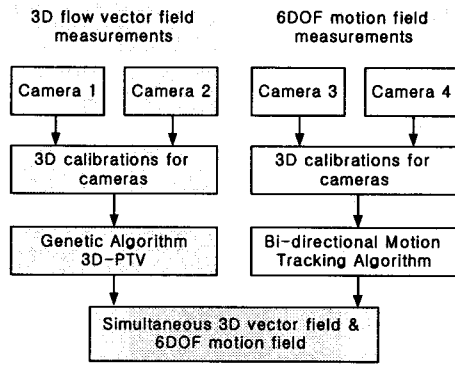 3D flow vector field
measurements
6DOF motion field
measurements
Camera 1
Camera 2
Camera 3
Camera 4
3D calibrations for
cameras
3D calibrations for
cameras
Genetic Algorithm
3D-PTV
Bi-directional Motion
Tracking Algorithm
Simultaneous 3D vector field &
6DOF motion field